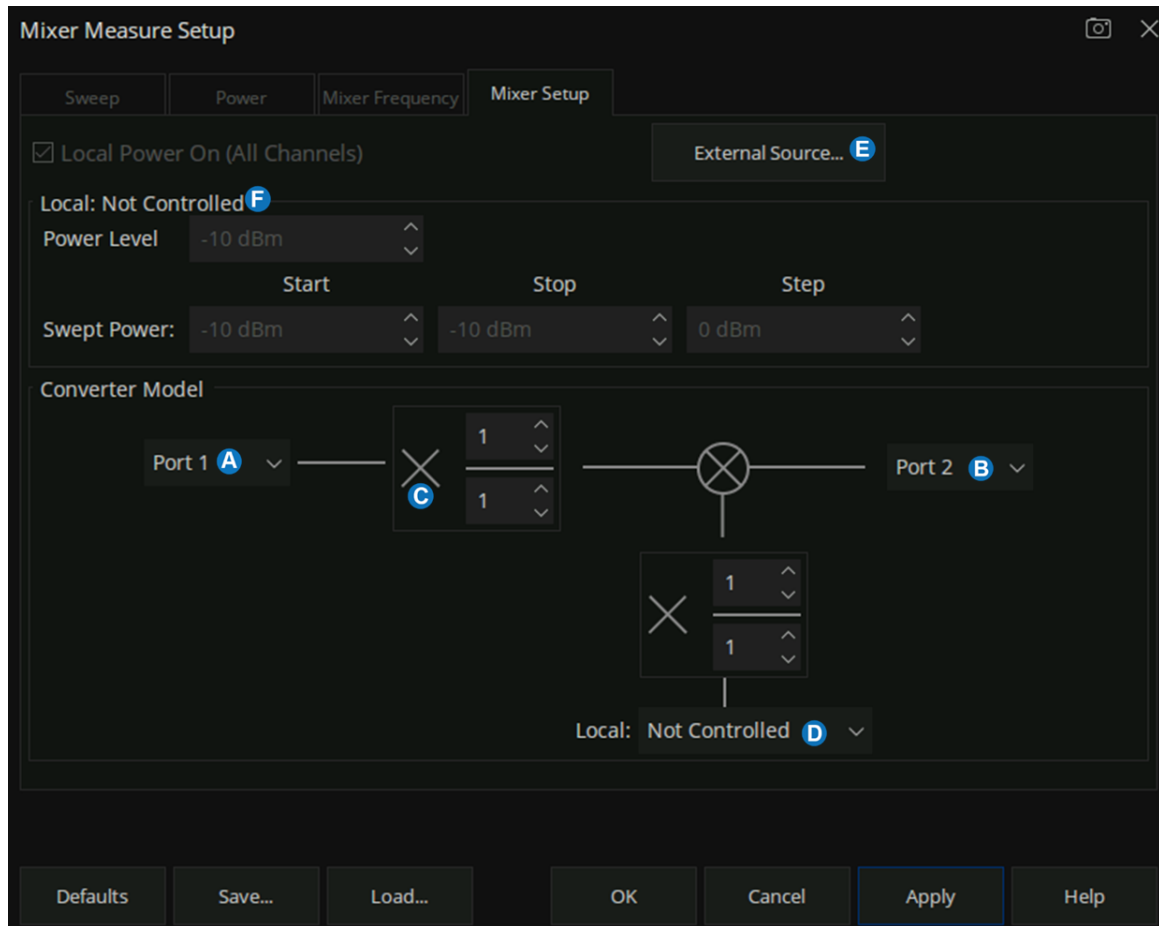 Mixer Measure Setup
Sweep Power Mixer Frequency Mixer Setup
Local Power On (All Channels) External Source... E
Local: Not Controlled F
Power Level -10 dBm
Start Stop Step
Swept Power: -10 dBm -10 dBm 0 dBm
Converter Model
1
Port 1 A Port 2 B
C 1
1
1
Local: Not Controlled D
Defaults Save... Load... OK Cancel Apply Help